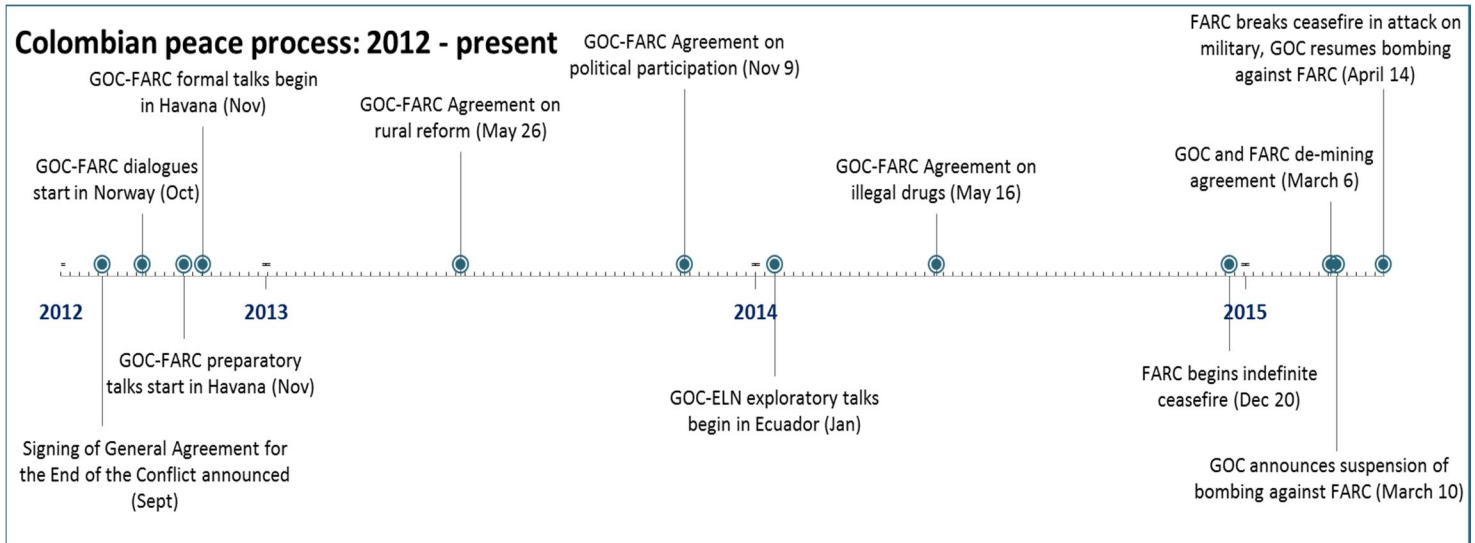 Colombian peace process: 2012 - present
GOC-FARC formal talks begin
in Havana (Nov)
GOC-FARC dialogues
start in Norway (Oct)
GOC-FARC Agreement on
rural reform (May 26)
GOC-FARC Agreement on
political participation (Nov 9)
GOC-FARC Agreement on
illegal drugs (May 16)
FARC breaks ceasefire in attack on
military, GOC resumes bombing
against FARC (April 14)
GOC and FARC de-mining
agreement (March 6)
2012
2013
2014
2015
GOC-FARC preparatory
talks start in Havana (Nov)
Signing of General Agreement for
the End of the Conflict announced
(Sept)
GOC-ELN exploratory talks
begin in Ecuador (Jan)
FARC begins indefinite
ceasefire (Dec 20)
GOC announces suspension of
bombing against FARC (March 10)